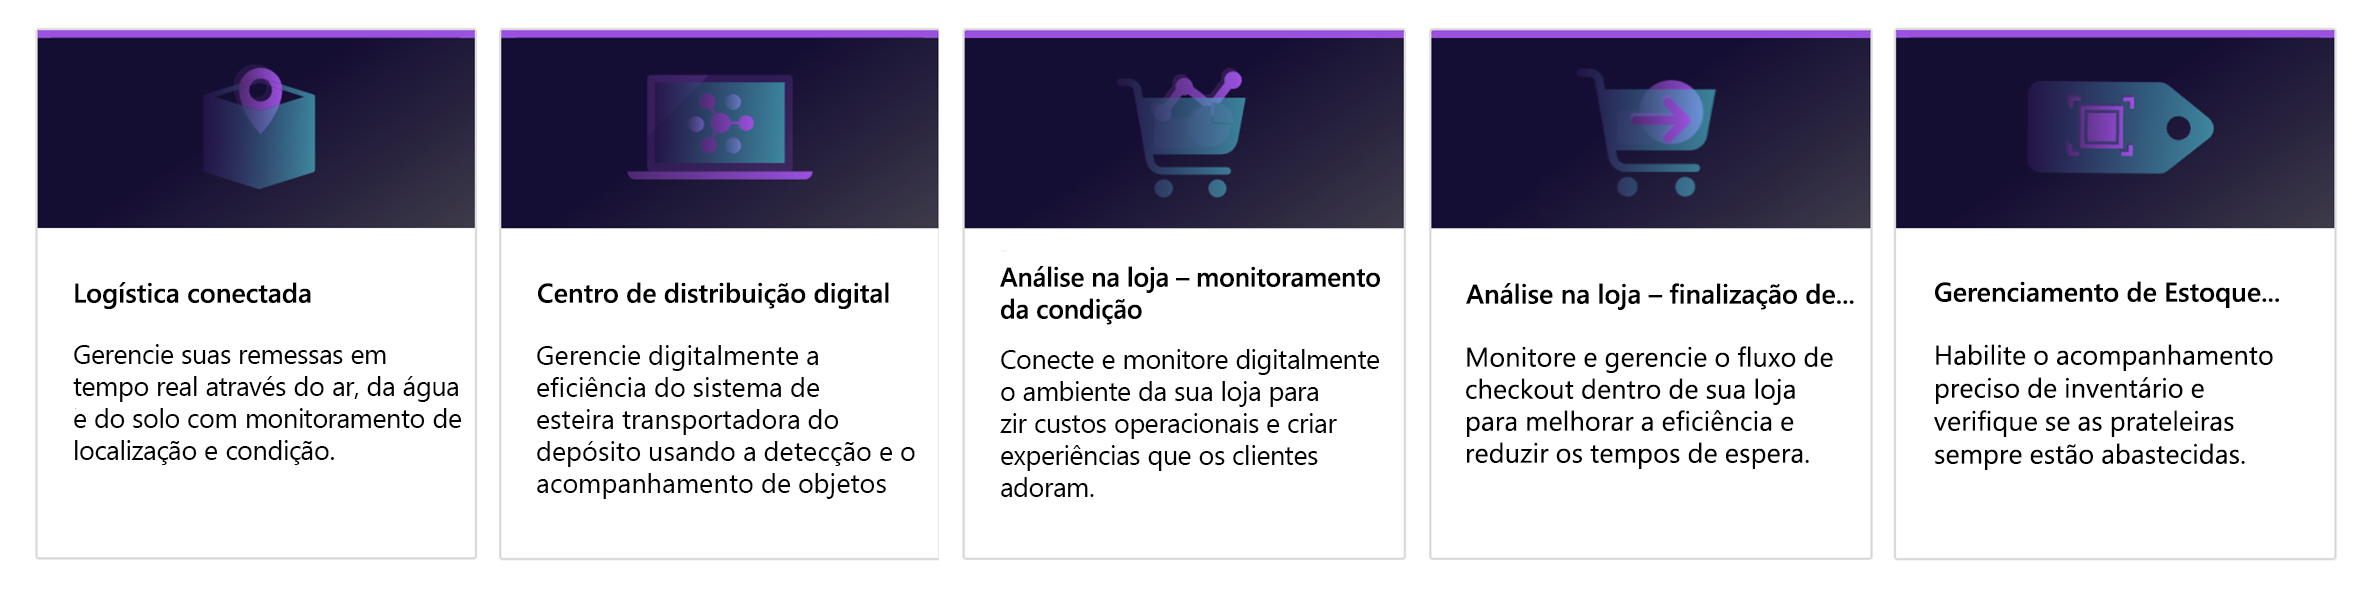 Logística conectada
Gerencie suas remessas em
tempo real através do ar, da água
e do solo com monitoramento de
localização e condição.
Centro de distribuição digital
Gerencie digitalmente a
eficiência do sistema de
esteira transportadora do
depósito usando a detecção e o
acompanhamento de objetos
Análise na loja – monitoramento
da condição
Conecte e monitore digitalmente
o ambiente da sua loja para
zir custos operacionais e criar
experiências que os clientes
adoram.
Análise na loja – finalização de...
Monitore e gerencie o fluxo de
checkout dentro de sua loja
para melhorar a eficiência e
reduzir os tempos de espera.
Gerenciamento de Estoque...
Habilite o acompanhamento
preciso de inventário e
verifique se as prateleiras
sempre estão abastecidas.